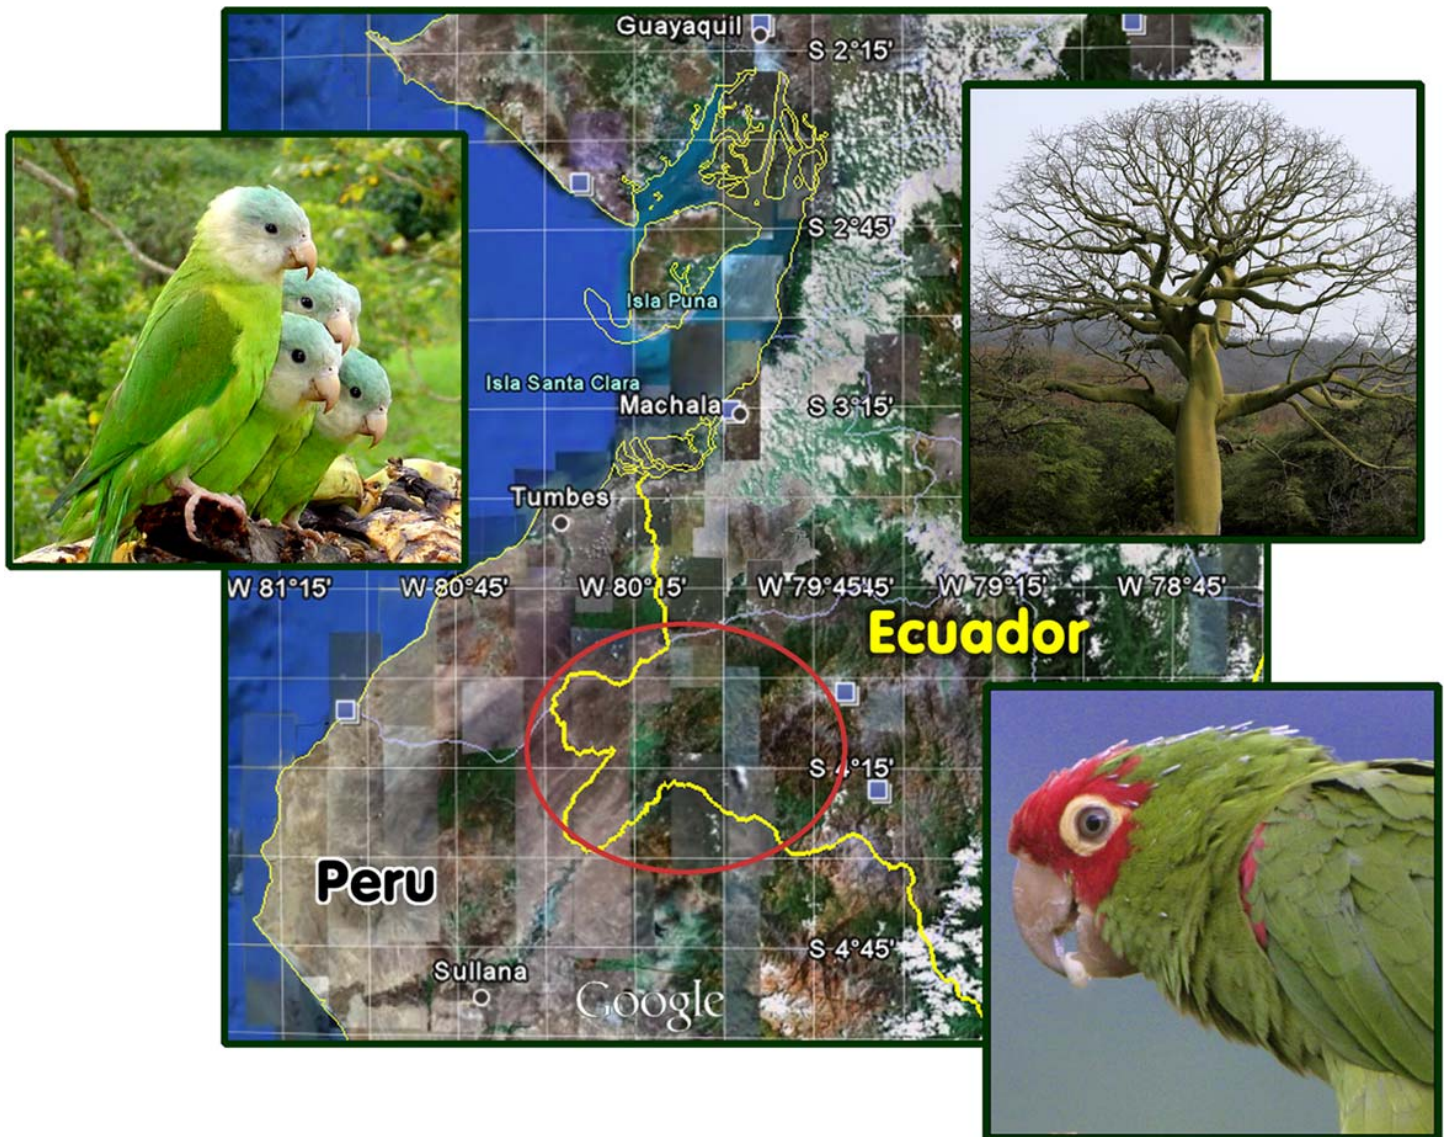 Guayaquil
S 2°15'
S 2°45'
Isla Puna
Isla Santa Clara
Machala
S 3°15'
Tumbes
W 81°15'
W 80°45'
W 80°15'
W 79°45'
W 79°15'
W 78°45'
Ecuador
S 4°15'
Peru
S 4°45'
Sullana
Google